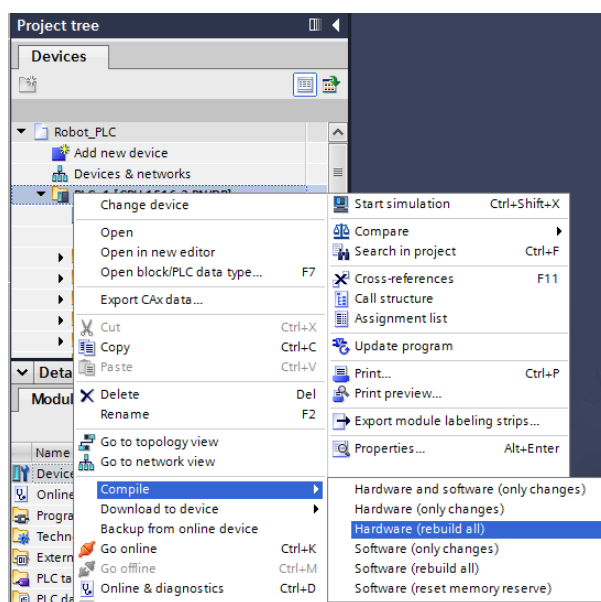 Project tree
Devices
Robot_PLC
Add new device
Devices & networks
Change device
Open
Open in new editor
Open block/PLC data type... F7
Export CAx data...
Cut Ctrl+X
Copy Ctrl+C
Paste Ctrl+V
Delete Del
Rename F2
Go to topology view
Go to network view
Compile
Download to device
Backup from online device
Go online Ctrl+K
Go offline Ctrl+M
Online & diagnostics Ctrl+D
Start simulation Ctrl+Shift+X
Compare
Search in project Ctrl+F
Cross-references F11
Call structure
Assignment list
Update program
Print... Ctrl+P
Print preview...
Export module labeling strips...
Properties... Alt+Enter
Hardware and software (only changes)
Hardware (only changes)
Hardware (rebuild all)
Software (only changes)
Software (rebuild all)
Software (reset memory reserve)
Deta
Modul
Name
Device
Online
Progra
Techn
Extern
PLC ta
PLC da